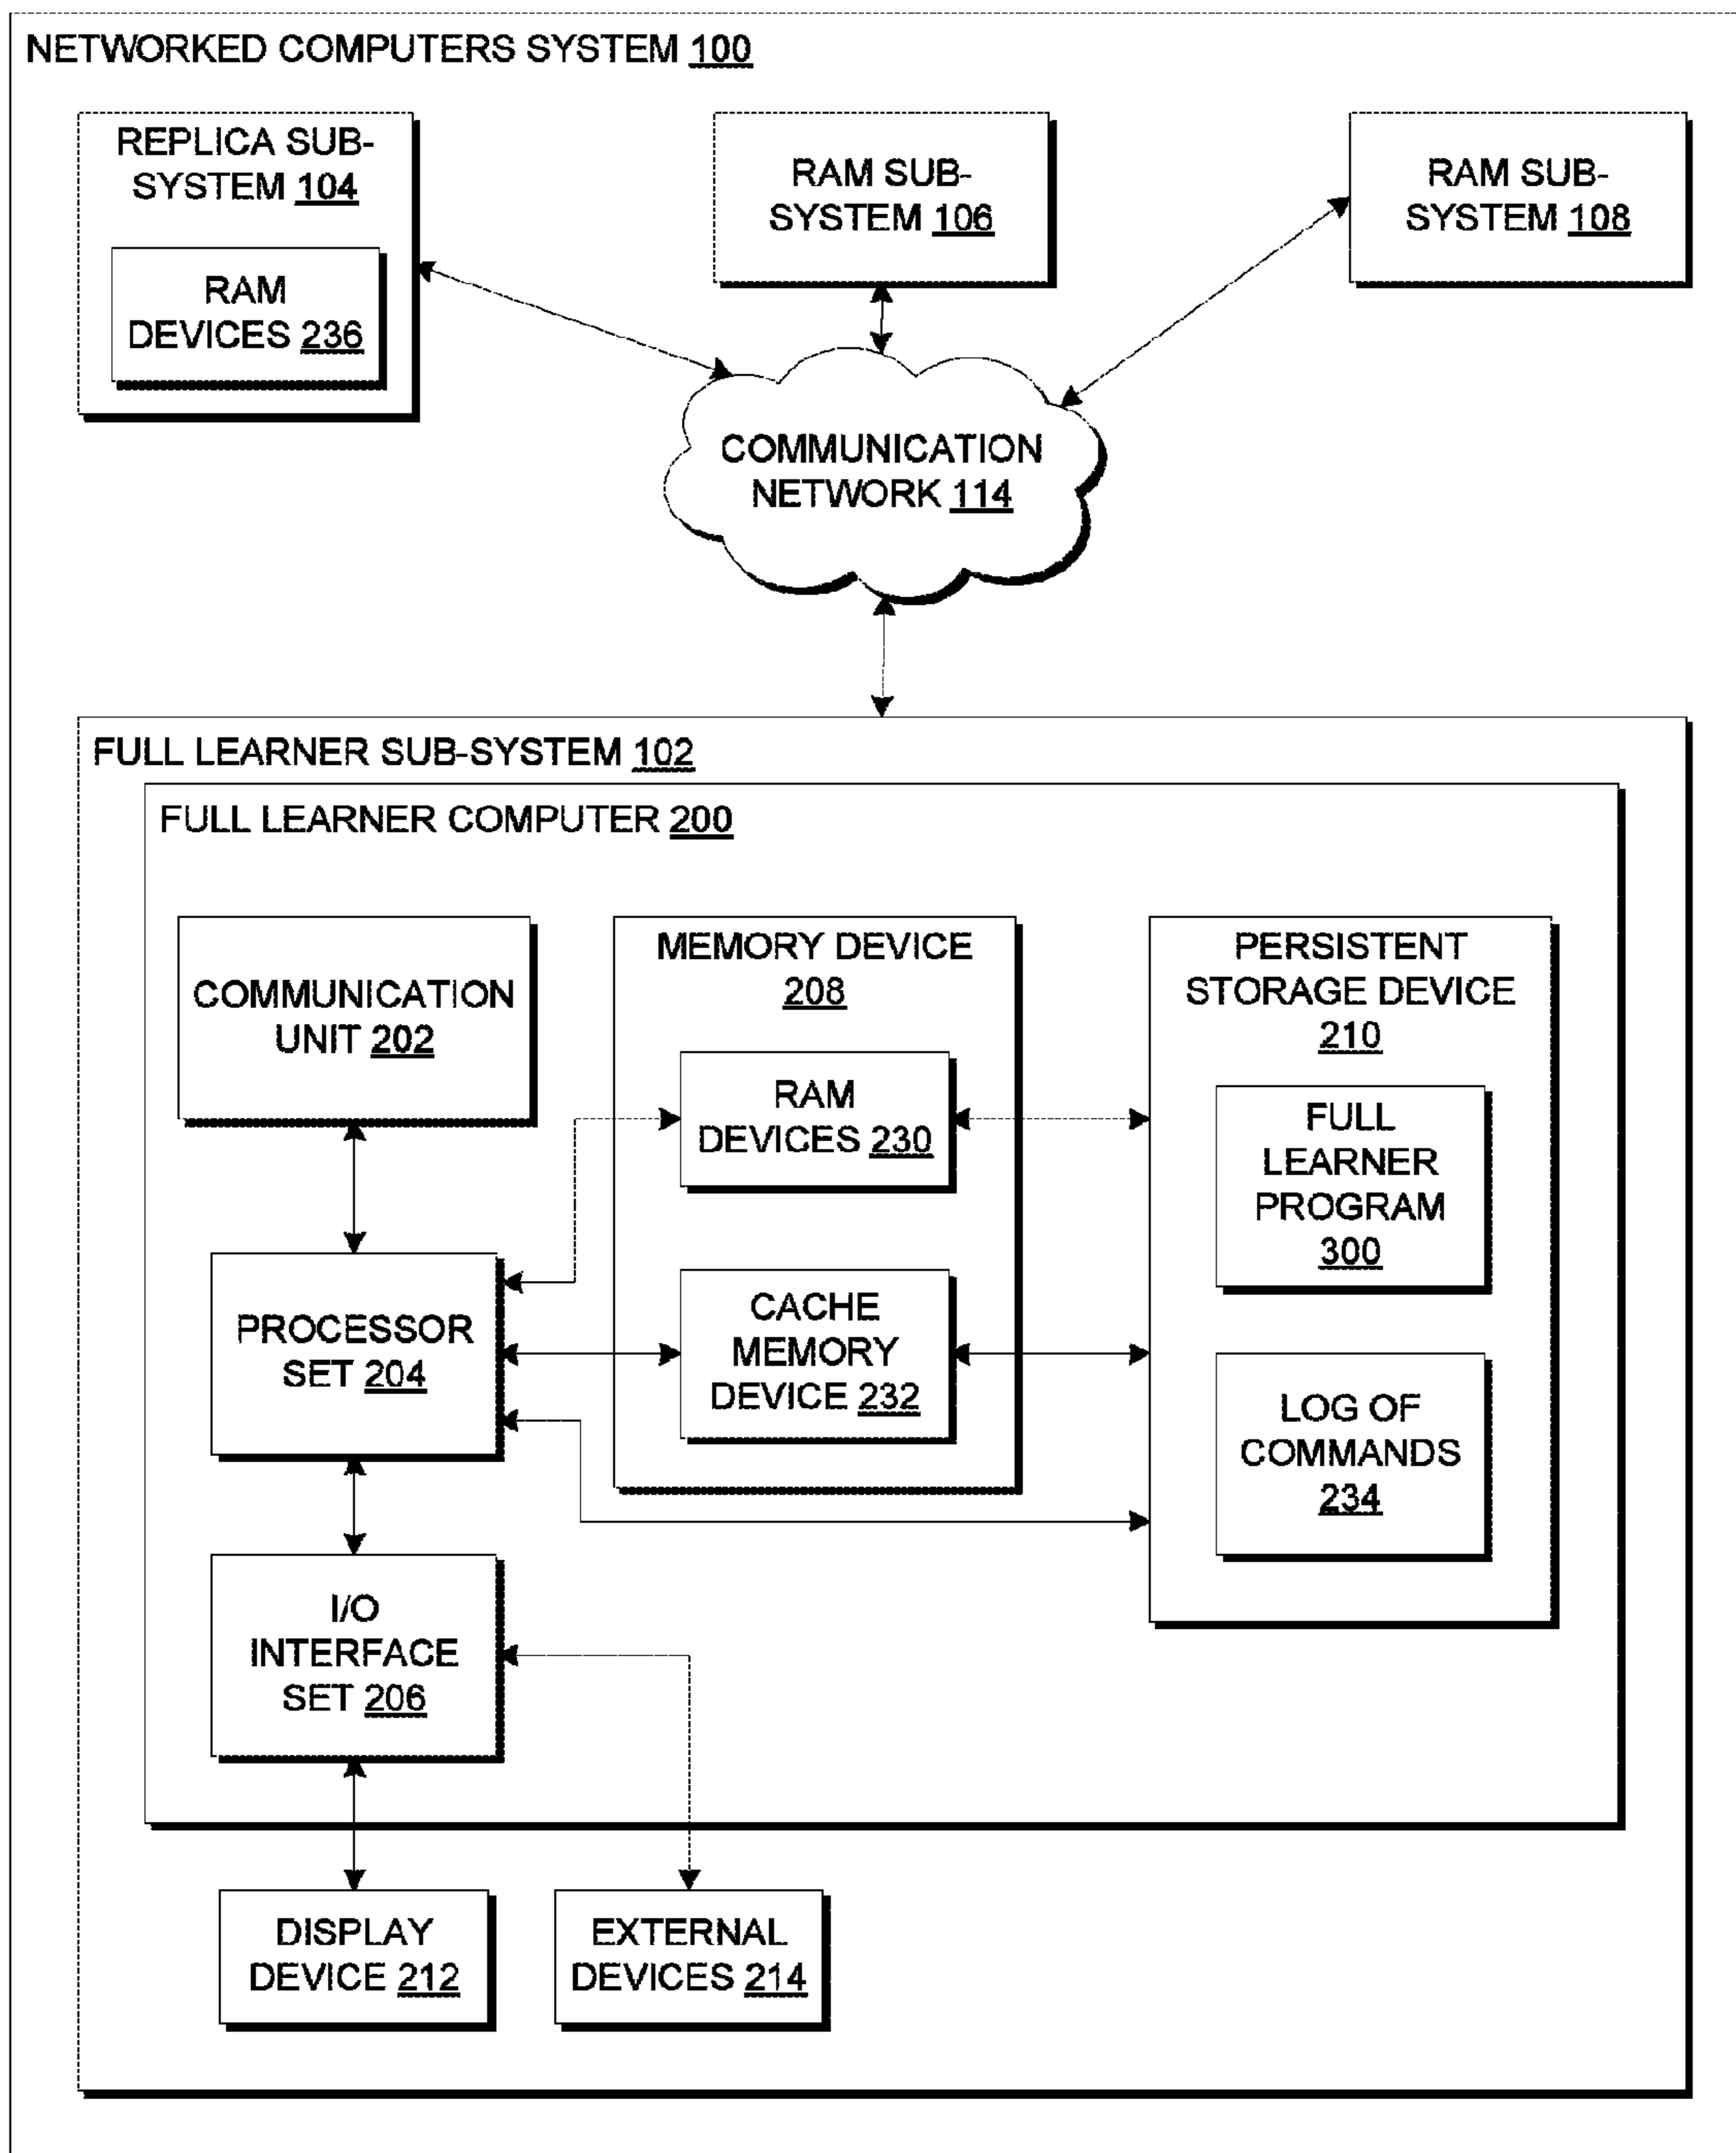 NETWORKED COMPUTERS SYSTEM 100
REPLICA SUB-
SYSTEM 104
RAM
DEVICES 236
RAM SUB-
SYSTEM 106
RAM SUB-
SYSTEM 108
COMMUNICATION
NETWORK 114
FULL LEARNER SUB-SYSTEM 102
FULL LEARNER COMPUTER 200
COMMUNICATION
UNIT 202
MEMORY DEVICE
208
RAM
DEVICES 230
CACHE
MEMORY
DEVICE 232
PERSISTENT
STORAGE DEVICE
210
FULL
LEARNER
PROGRAM
300
LOG OF
COMMANDS
234
PROCESSOR
SET 204
I/O
INTERFACE
SET 206
DISPLAY
DEVICE 212
EXTERNAL
DEVICES 214